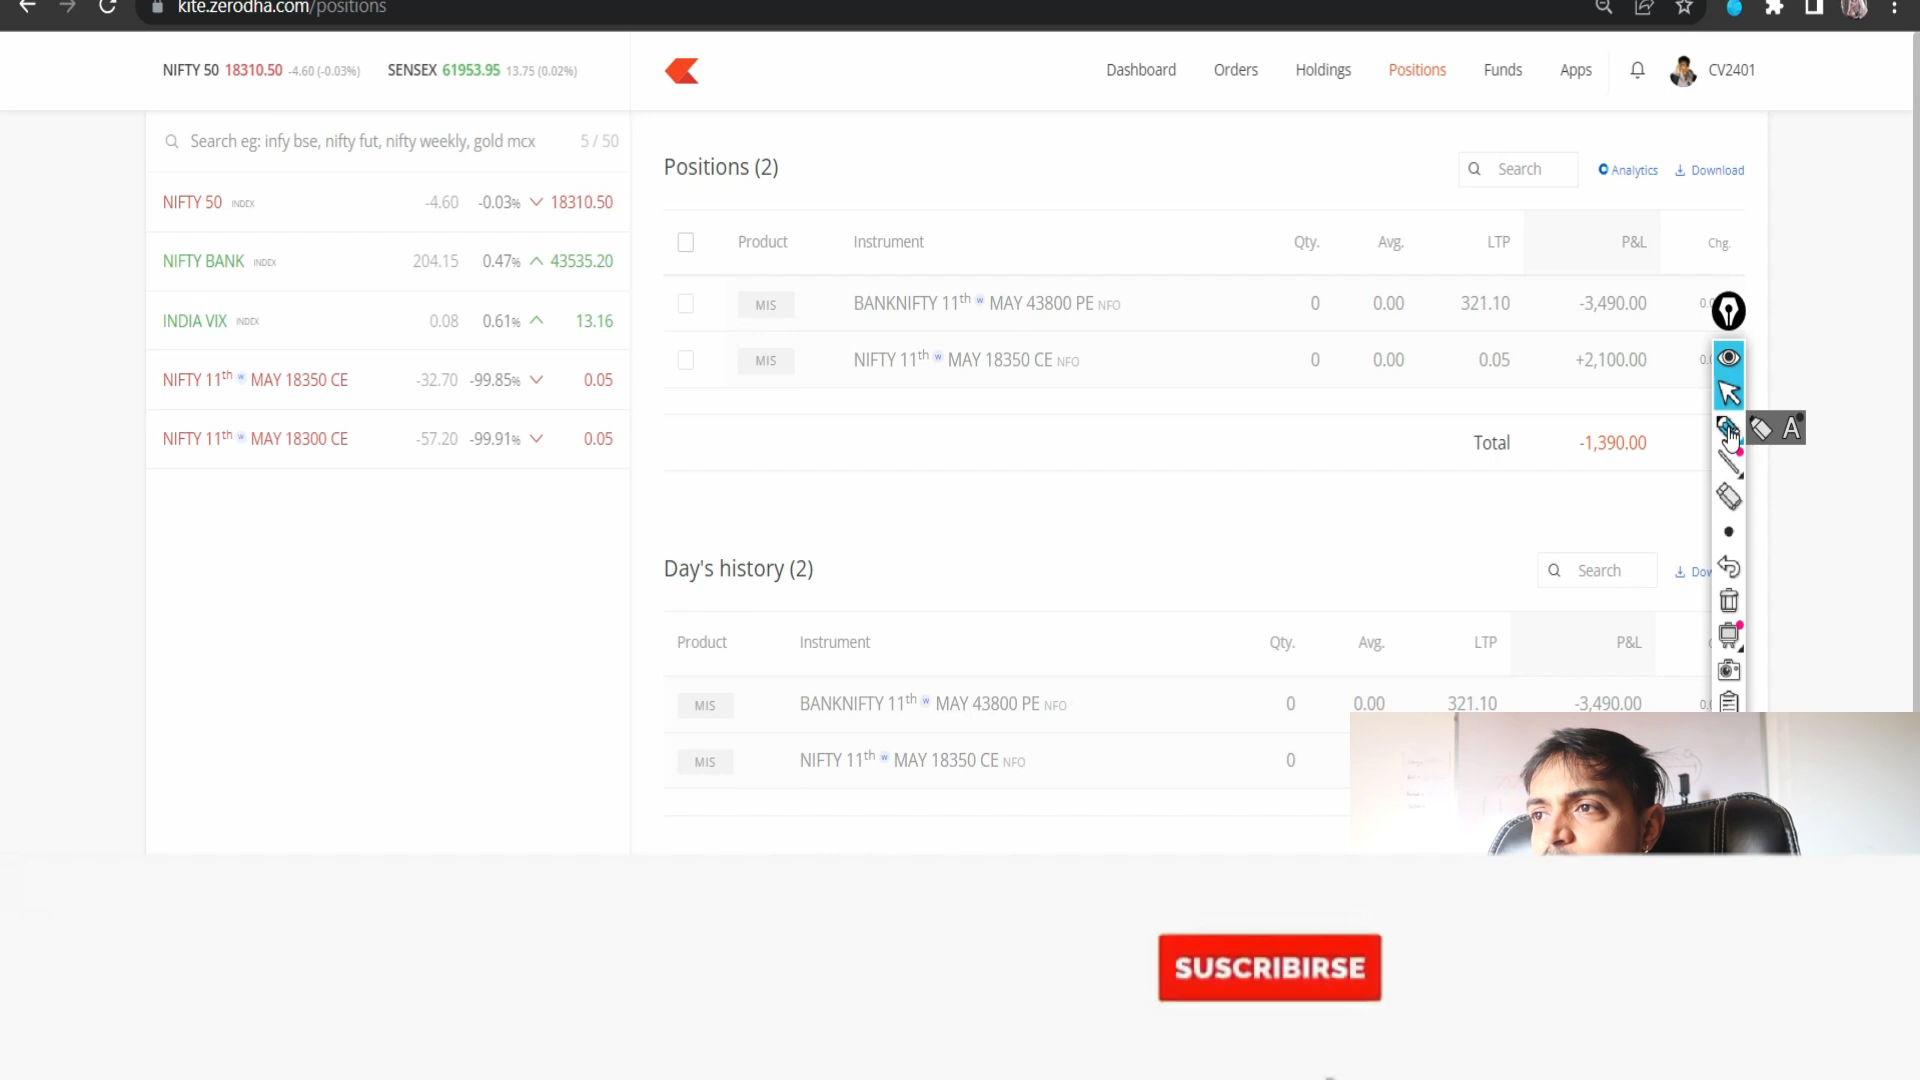 kite.zerodha.com/positions
NIFTY 50 18310.50 -4.60 (-0.03%) SENSEX 61953.95 13.75 (0.02%)
Dashboard Orders Holdings Positions Funds Apps CV2401
Search eg: infy bse, nifty fut, nifty weekly, gold mcx 5 / 50
NIFTY 50 INDEX -4.60 -0.03% 18310.50
NIFTY BANK INDEX 204.15 0.47% 43535.20
INDIA VIX INDEX 0.08 0.61% 13.16
NIFTY 11th w MAY 18350 CE -32.70 -99.85% 0.05
NIFTY 11th w MAY 18300 CE -57.20 -99.91% 0.05
Positions (2) Search Analytics Download
Product Instrument Qty. Avg. LTP P&L Chg.
MIS BANKNIFTY 11th w MAY 43800 PE NFO 0 0.00 321.10 -3,490.00
MIS NIFTY 11th w MAY 18350 CE NFO 0 0.00 0.05 +2,100.00
Total -1,390.00
A
Day's history (2) Search
Product Instrument Qty. Avg. LTP P&L
MIS BANKNIFTY 11th w MAY 43800 PE NFO 0 0.00 321.10 -3,490.00
MIS NIFTY 11th w MAY 18350 CE NFO 0
SUSCRIBIRSE